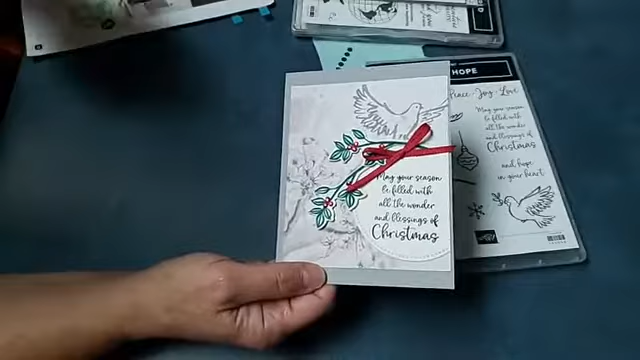 HOPE
Peace · Joy · Love
May your season
be filled with
all the wonder
and blessings of
Christmas
and hope
in your heart
May your season
be filled with
all the wonder
and blessings of
Christmas